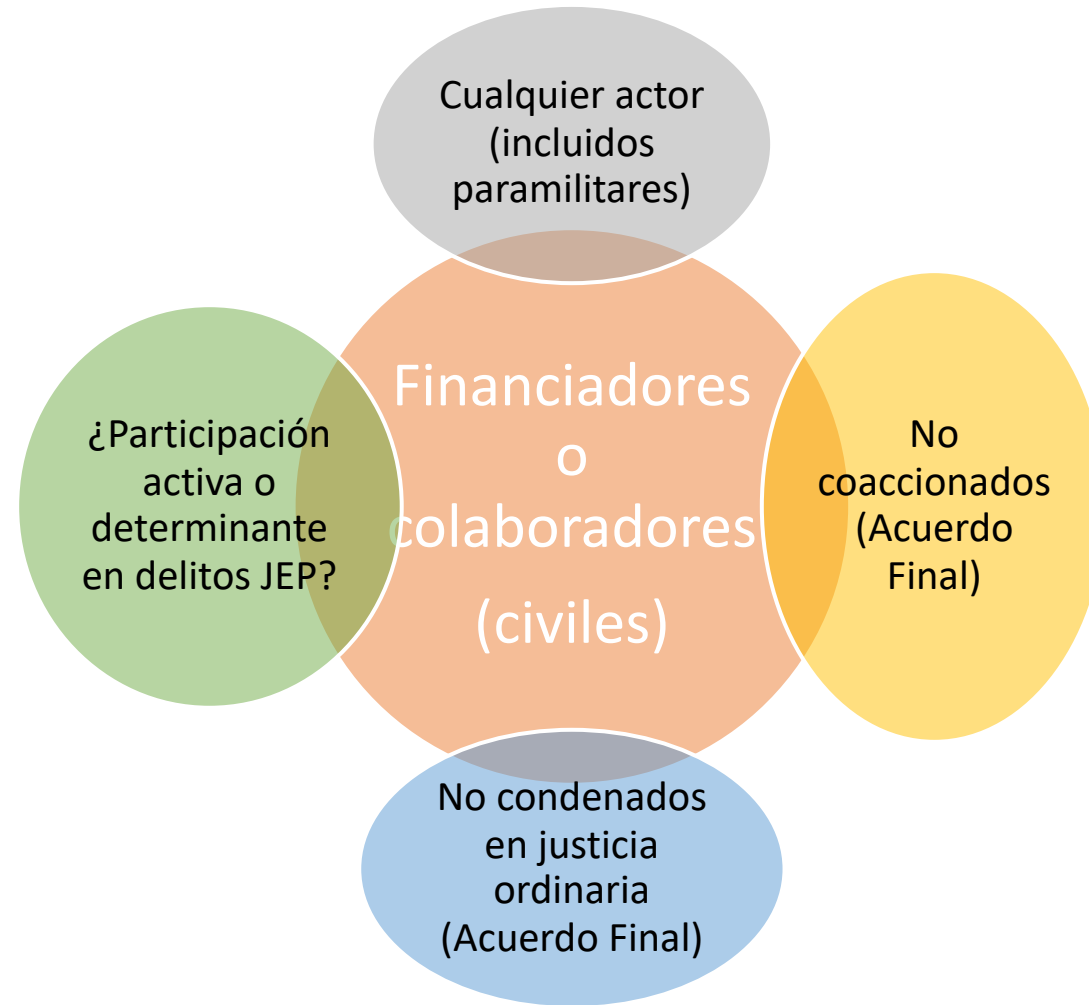 Cualquier actor
(incluidos
paramilitares)
Financiadores
o
colaboradores
(civiles)
¿Participación
activa o
determinante
en delitos JEP?
No
coaccionados
(Acuerdo
Final)
No condenados
en justicia
ordinaria
(Acuerdo Final)